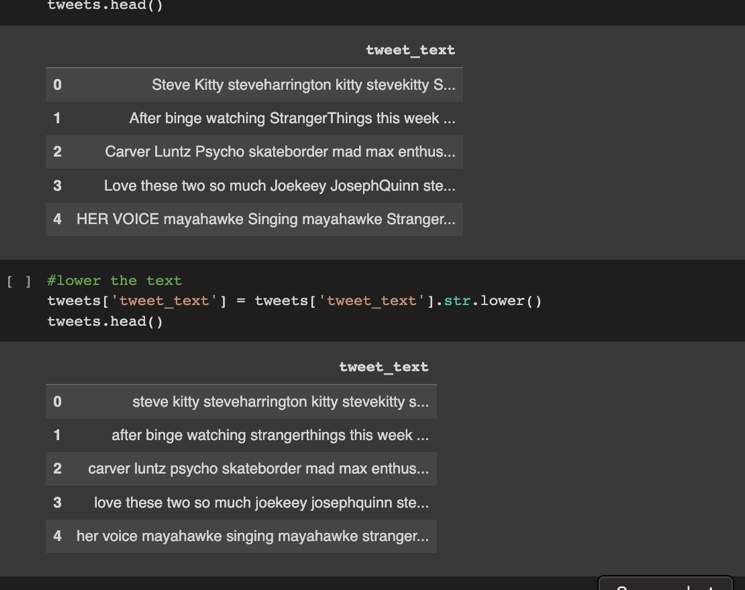 tweets.head()
tweet_text
0 Steve Kitty steveharrington kitty stevekitty S...
1 After binge watching StrangerThings this week ...
2 Carver Luntz Psycho skateborder mad max enthus...
3 Love these two so much Joekeey JosephQuinn ste...
4 HER VOICE mayahawke Singing mayahawke Stranger...
[ ] #lower the text
tweets['tweet_text'] = tweets['tweet_text'].str.lower()
tweets.head()
tweet_text
0 steve kitty steveharrington kitty stevekitty s...
1 after binge watching strangerthings this week ...
2 carver luntz psycho skateborder mad max enthus...
3 love these two so much joekeey josephquinn ste...
4 her voice mayahawke singing mayahawke stranger...